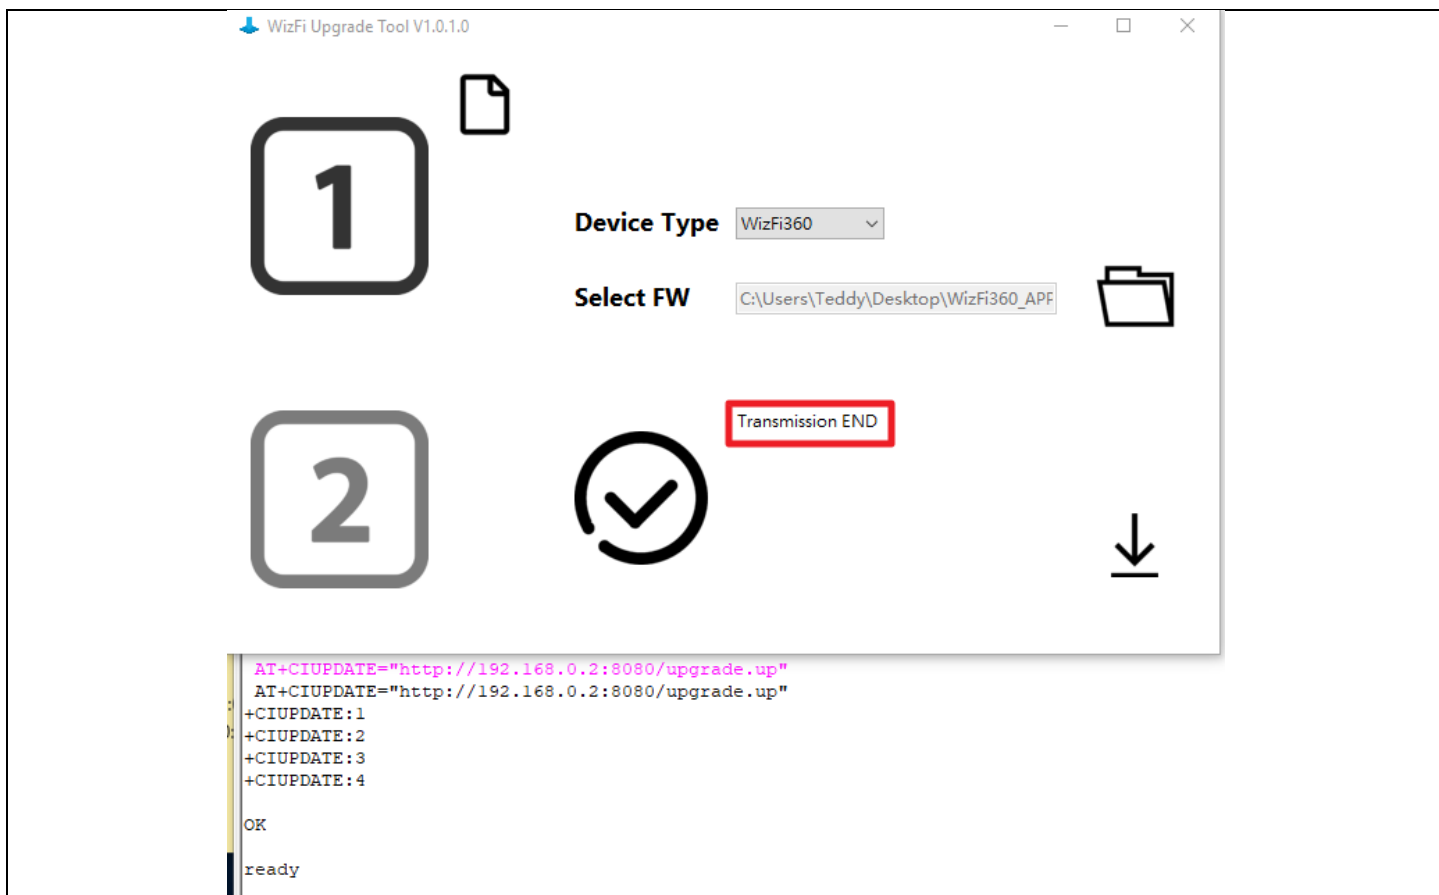 WizFi Upgrade Tool V1.0.1.0
1
Device Type WizFi360
Select FW C:\Users\Teddy\Desktop\WizFi360_APP
Transmission END
2
AT+CIUPDATE="http://192.168.0.2:8080/upgrade.up"
AT+CIUPDATE="http://192.168.0.2:8080/upgrade.up"
+CIUPDATE:1
+CIUPDATE:2
+CIUPDATE:3
+CIUPDATE:4
OK
ready